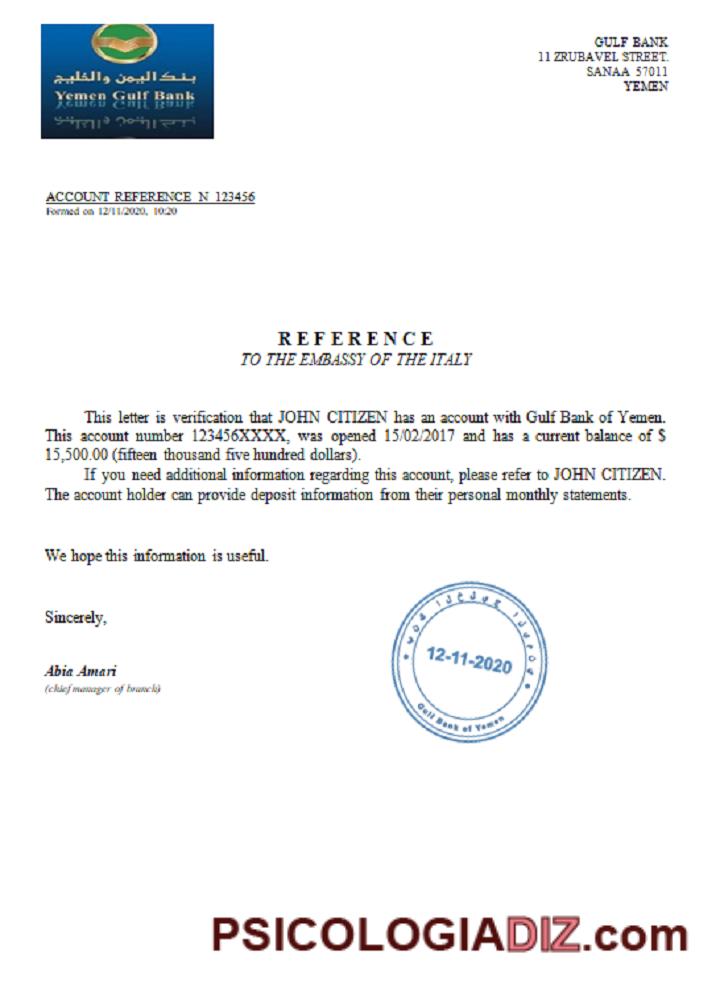 بنك اليمن والخليج
Yemen Gulf Bank
GULF BANK
11 ZRUBAVEL STREET.
SANAA 57011
YEMEN
ACCOUNT REFERENCE N 123456
Formed on 12/11/2020, 10:20
REFERENCE
TO THE EMBASSY OF THE ITALY
This letter is verification that JOHN CITIZEN has an account with Gulf Bank of Yemen.
This account number 123456XXXX, was opened 15/02/2017 and has a current balance of $
15,500.00 (fifteen thousand five hundred dollars).
If you need additional information regarding this account, please refer to JOHN CITIZEN.
The account holder can provide deposit information from their personal monthly statements.
We hope this information is useful.
Sincerely,
Abia Amari
(chief manager of branch)
12-11-2020
Gulf Bank of Yemen
PSICOLOGIADIZ.com